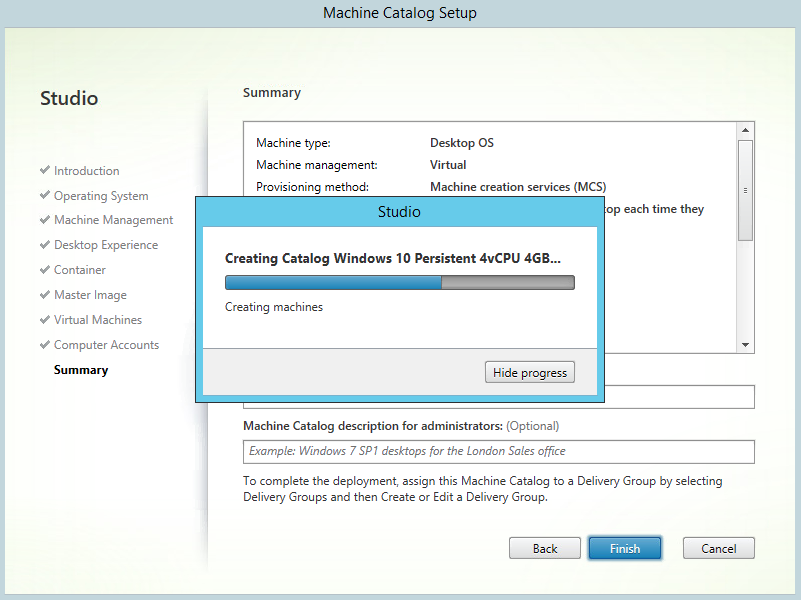 Machine Catalog Setup
Studio
Introduction
Operating System
Machine Management
Desktop Experience
Container
Master Image
Virtual Machines
Computer Accounts
Summary
Summary
Machine type: Desktop OS
Machine management: Virtual
Provisioning method: Machine creation services (MCS)
top each time they
Studio
Creating Catalog Windows 10 Persistent 4vCPU 4GB...
Creating machines
Hide progress
Machine Catalog description for administrators: (Optional)
Example: Windows 7 SP1 desktops for the London Sales office
To complete the deployment, assign this Machine Catalog to a Delivery Group by selecting
Delivery Groups and then Create or Edit a Delivery Group.
Back Finish Cancel